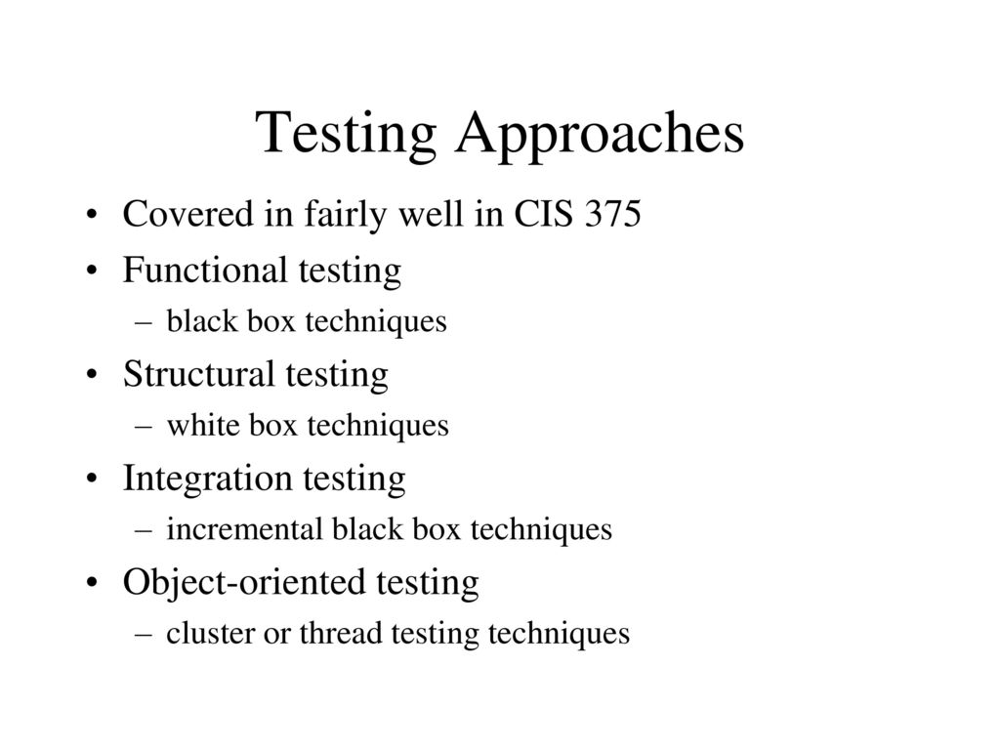 Testing Approaches
• Covered in fairly well in CIS 375
• Functional testing
– black box techniques
• Structural testing
– white box techniques
• Integration testing
– incremental black box techniques
• Object-oriented testing
– cluster or thread testing techniques